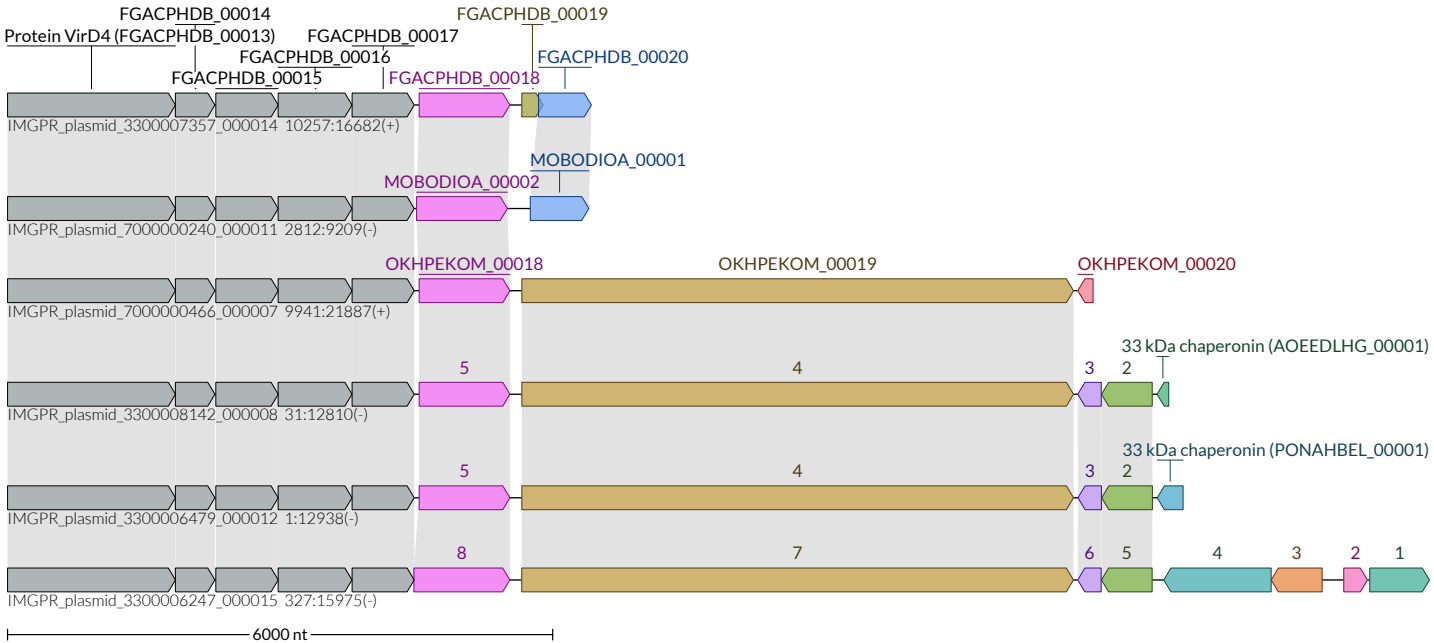 FGACPHDB_00014
FGACPHDB_00019
Protein VirD4 (FGACPHDB_00013)
FGACPHDB_00017
FGACPHDB_00016
FGACPHDB_00020
FGACPHDB_00015
FGACPHDB_00018
IMGPR_plasmid_3300007357_000014 10257:16682(+)
MOBODIOA_00001
MOBODIOA_00002
IMGPR_plasmid_7000000240_000011 2812:9209(-)
OKHPEKOM_00018
OKHPEKOM_00019
OKHPEKOM_00020
IMGPR_plasmid_7000000466_000007 9941:21887(+)
33 kDa chaperonin (AOEEDLHG_00001)
5 4 3 2
IMGPR_plasmid_3300008142_000008 31:12810(-)
33 kDa chaperonin (PONAHBEL_00001)
5 4 3 2
IMGPR_plasmid_3300006479_000012 1:12938(-)
8 7 6 5 4 3 2 1
IMGPR_plasmid_3300006247_000015 327:15975(-)
6000 nt